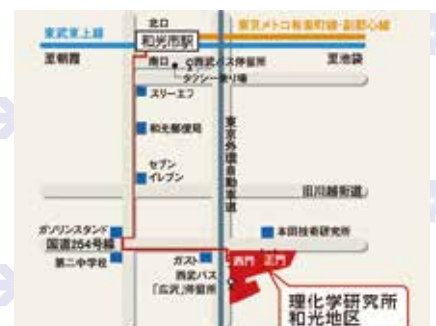 北口
東京メトロ有楽町線・副都心線
東武東上線
和光市駅
至朝霞
南口
西武バス停留所
至池袋
タクシー乗り場
スリーエフ
和光郵便局
東京外環自動車道
セブン
イレブン
旧川越街道
ガソリンスタンド
本田技術研究所
国道254号線
第二中学校
ガスト
西門
正門
西武バス
「広沢」停留所
理化学研究所
和光地区